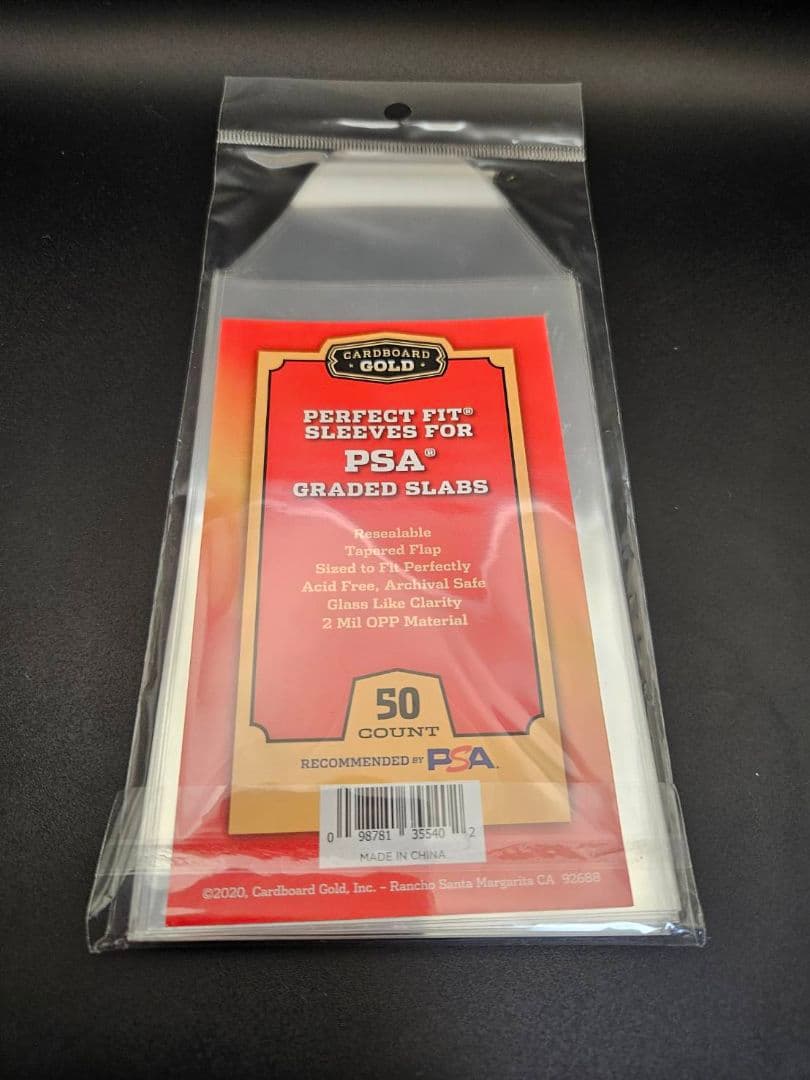 CARDBOARD
GOLD
PERFECT FIT®
SLEEVES FOR
PSA®
GRADED SLABS
Resealable
Tapered Flap
Sized to Fit Perfectly
Acid Free, Archival Safe
Glass Like Clarity
2 Mil OPP Material
50
COUNT
RECOMMENDED BY PSA.
0 98781 35540 2
MADE IN CHINA
©2020, Cardboard Gold, Inc. – Rancho Santa Margarita CA 92688